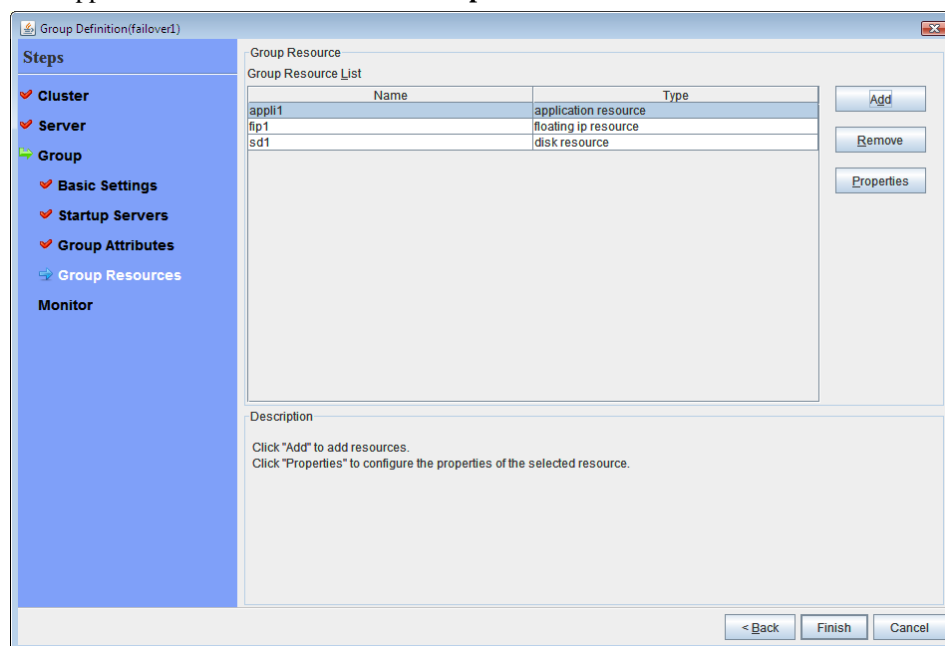 Group Definition(failover1)
Steps
Cluster
Server
Group
Basic Settings
Startup Servers
Group Attributes
Group Resources
Monitor
Group Resource
Group Resource List
Name Type
appli1 application resource
fip1 floating ip resource
sd1 disk resource
Add
Remove
Properties
Description
Click "Add" to add resources.
Click "Properties" to configure the properties of the selected resource.
< Back Finish Cancel